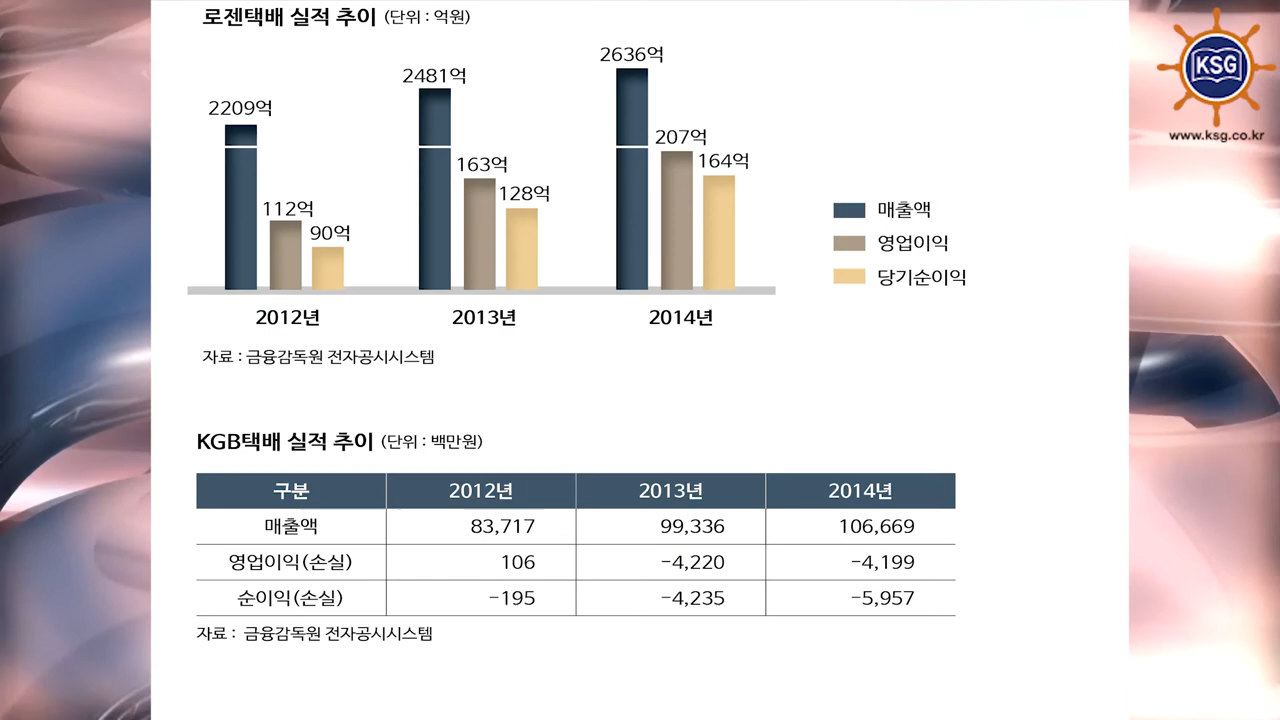 로젠택배 실적 추이 (단위 : 억원)
2209억
112억
90억
2481억
163억
128억
2636억
207억
164억
매출액
영업이익
당기순이익
2012년
2013년
2014년
자료 : 금융감독원 전자공시시스템
KGB택배 실적 추이 (단위 : 백만원)
구분 2012년 2013년 2014년
매출액 83,717 99,336 106,669
영업이익(손실) 106 -4,220 -4,199
순이익(손실) -195 -4,235 -5,957
자료 : 금융감독원 전자공시시스템
KSG
www.ksg.co.kr